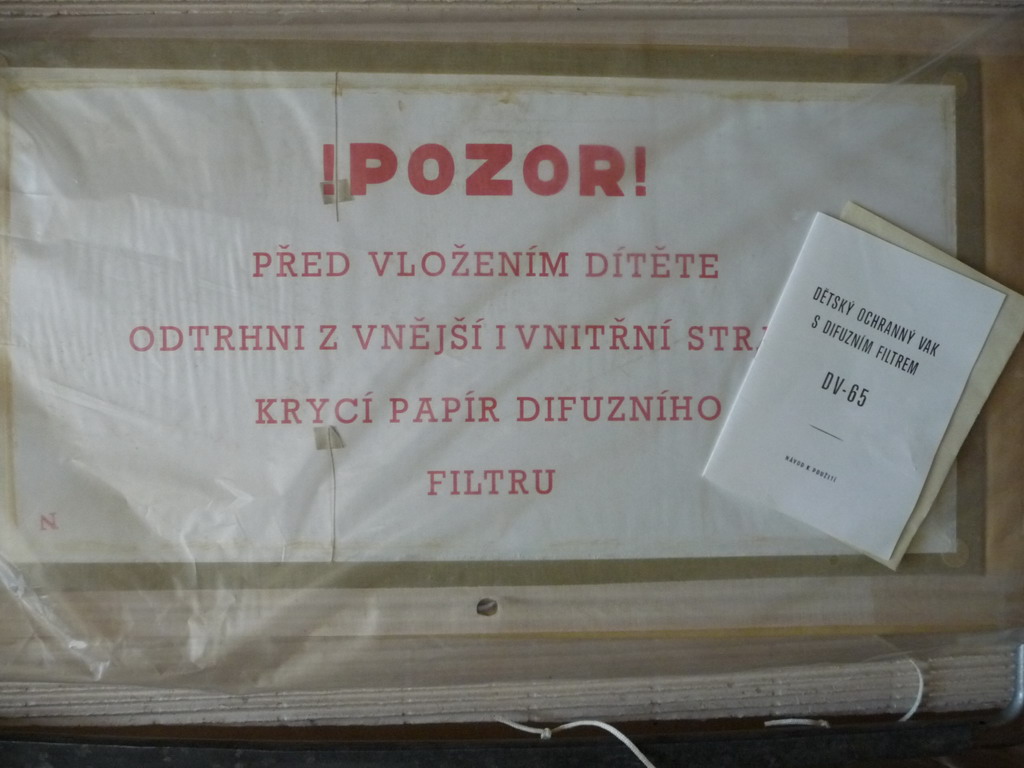 !POZOR!
PŘED VLOŽENÍM DÍTĚTE
ODTRHNI Z VNĚJŠÍ I VNITŘNÍ STR
KRYCÍ PAPÍR DIFUZNÍHO
FILTRU
N
DĚTSKÝ OCHRANNÝ VAK
S DIFUZNÍM FILTREM
DV-65
NÁVOD K POUŽITÍ